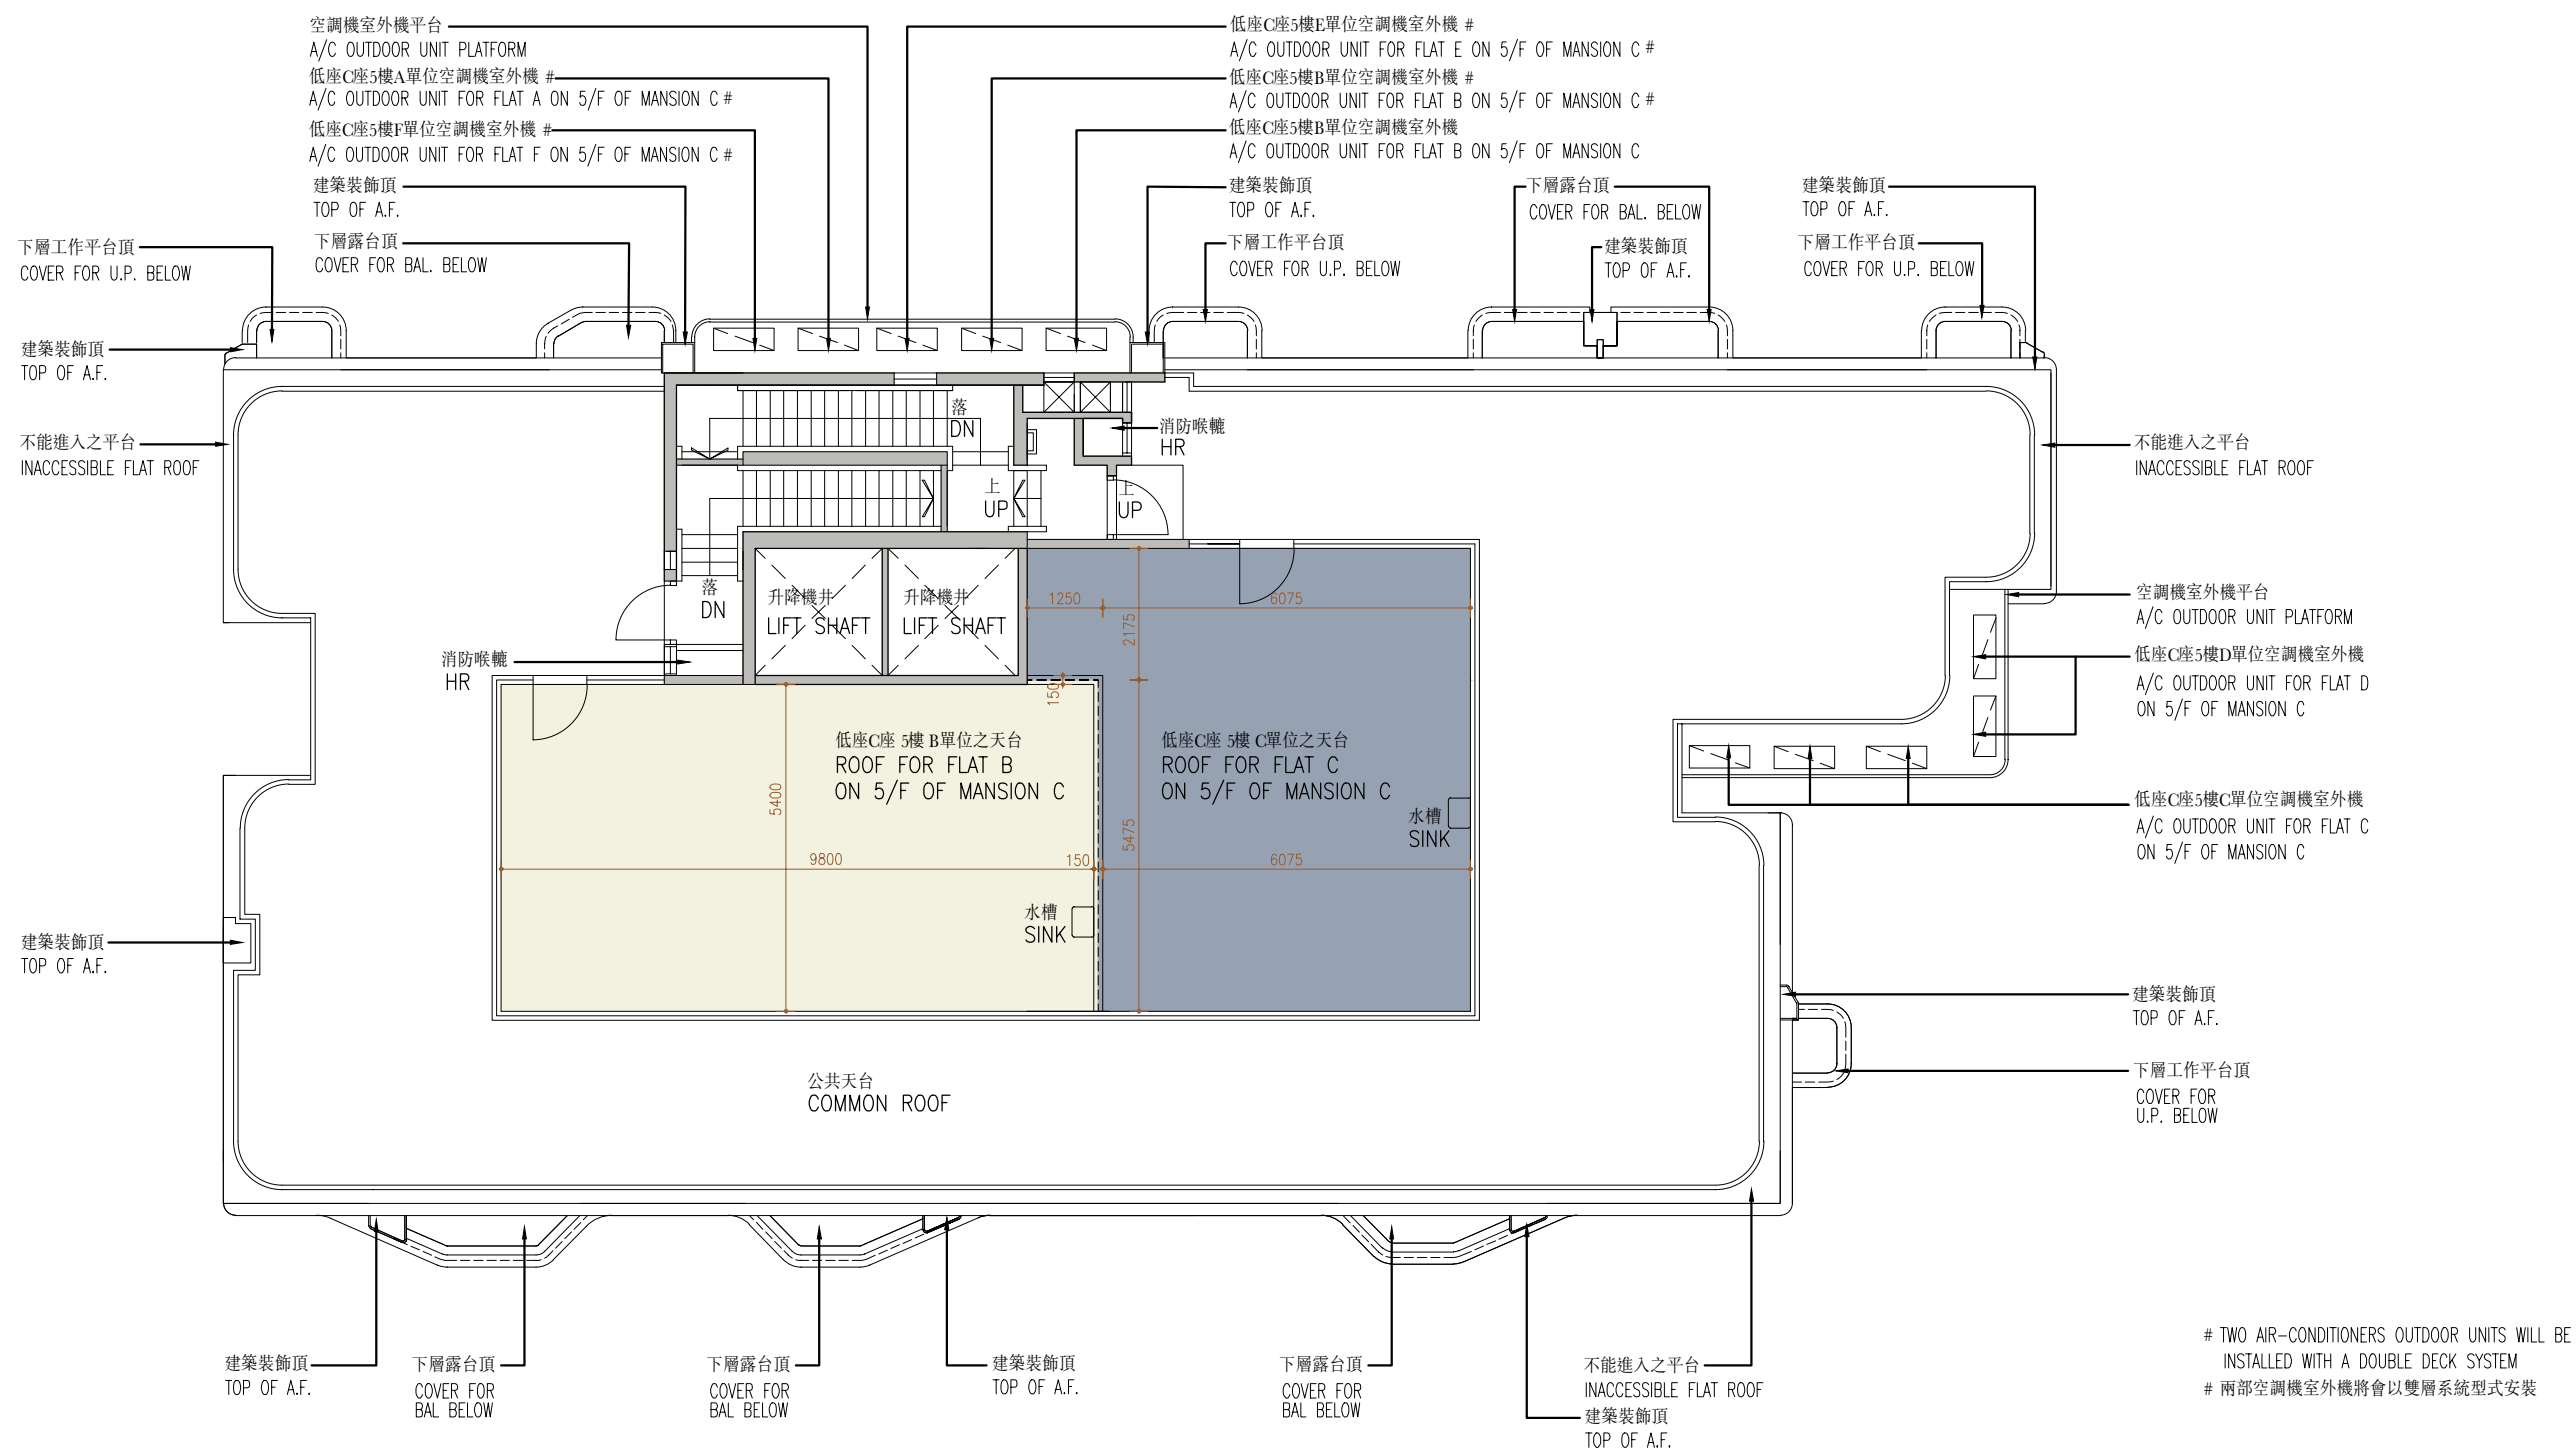 空調機室外機平台
A/C OUTDOOR UNIT PLATFORM
低座C座5樓A單位空調機室外機 #
A/C OUTDOOR UNIT FOR FLAT A ON 5/F OF MANSION C #
低座C座5樓F單位空調機室外機 #
A/C OUTDOOR UNIT FOR FLAT F ON 5/F OF MANSION C #
建築裝飾頂
TOP OF A.F.
下層露台頂
COVER FOR BAL. BELOW
下層工作平台頂
COVER FOR U.P. BELOW
建築裝飾頂
TOP OF A.F.
不能進入之平台
INACCESSIBLE FLAT ROOF
低座C座5樓E單位空調機室外機 #
A/C OUTDOOR UNIT FOR FLAT E ON 5/F OF MANSION C #
低座C座5樓B單位空調機室外機 #
A/C OUTDOOR UNIT FOR FLAT B ON 5/F OF MANSION C #
低座C座5樓B單位空調機室外機
A/C OUTDOOR UNIT FOR FLAT B ON 5/F OF MANSION C
建築裝飾頂
TOP OF A.F.
下層工作平台頂
COVER FOR U.P. BELOW
下層露台頂
COVER FOR BAL. BELOW
建築裝飾頂
TOP OF A.F.
建築裝飾頂
TOP OF A.F.
下層工作平台頂
COVER FOR U.P. BELOW
落
DN
消防喉轆
HR
上
UP
上
UP
不能進入之平台
INACCESSIBLE FLAT ROOF
落
DN
升降機井
LIFT SHAFT
升降機井
LIFT SHAFT
消防喉轆
HR
1250
6075
2175
150
空調機室外機平台
A/C OUTDOOR UNIT PLATFORM
低座C座5樓D單位空調機室外機
A/C OUTDOOR UNIT FOR FLAT D
ON 5/F OF MANSION C
低座C座 5樓 B單位之天台
ROOF FOR FLAT B
ON 5/F OF MANSION C
低座C座 5樓 C單位之天台
ROOF FOR FLAT C
ON 5/F OF MANSION C
5400
5475
水槽
SINK
低座C座5樓C單位空調機室外機
A/C OUTDOOR UNIT FOR FLAT C
ON 5/F OF MANSION C
9800
150
6075
水槽
SINK
建築裝飾頂
TOP OF A.F.
建築裝飾頂
TOP OF A.F.
下層工作平台頂
COVER FOR
U.P. BELOW
公共天台
COMMON ROOF
建築裝飾頂
TOP OF A.F.
下層露台頂
COVER FOR
BAL BELOW
下層露台頂
COVER FOR
BAL BELOW
建築裝飾頂
TOP OF A.F.
下層露台頂
COVER FOR
BAL BELOW
不能進入之平台
INACCESSIBLE FLAT ROOF
建築裝飾頂
TOP OF A.F.
# TWO AIR-CONDITIONERS OUTDOOR UNITS WILL BE
INSTALLED WITH A DOUBLE DECK SYSTEM
# 兩部空調機室外機將會以雙層系統型式安裝